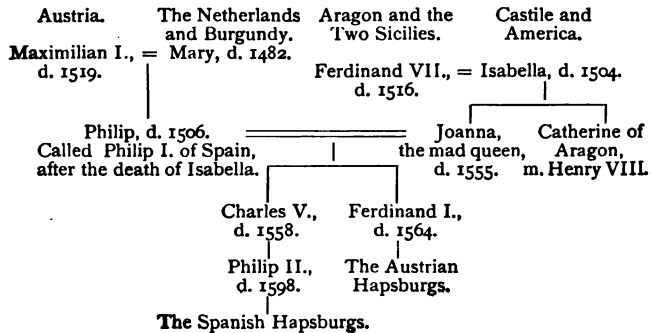 Austria. The Netherlands Aragon and the Castile and
and Burgundy. Two Sicilies. America.
Maximilian I., = Mary, d. 1482.
d. 1519. Ferdinand VII., = Isabella, d. 1504.
d. 1516.
Philip, d. 1506. Joanna, Catherine of
Called Philip I. of Spain, the mad queen, Aragon,
after the death of Isabella. d. 1555. m. Henry VIII.
Charles V., Ferdinand I.,
d. 1558. d. 1564.
Philip II., The Austrian
d. 1598. Hapsburgs.
The Spanish Hapsburgs.